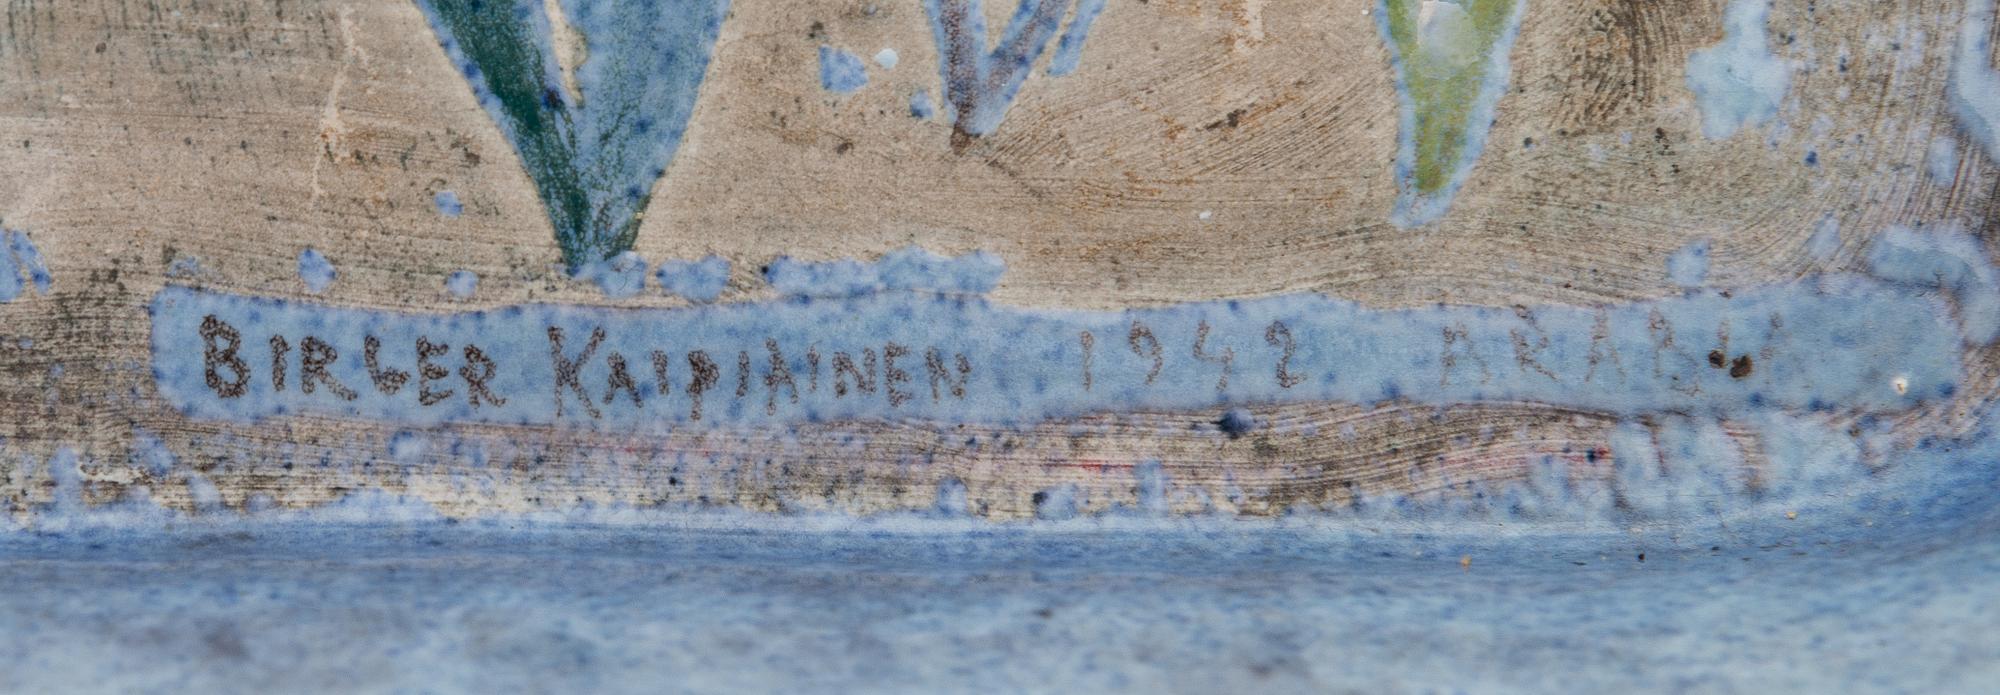 BIRGER KAIPIAINEN 1942 ARABIA